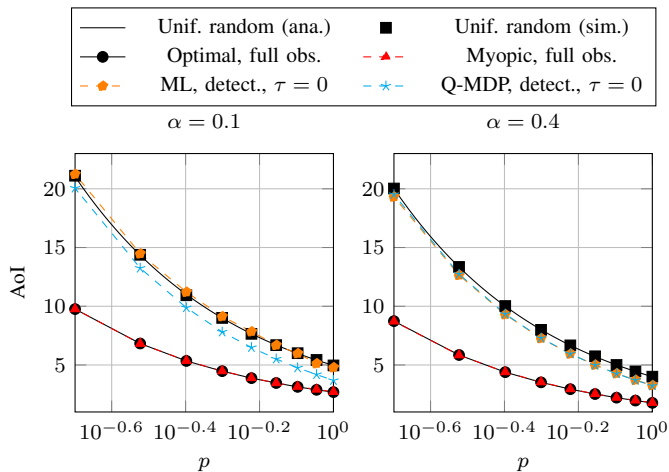 Unif. random (ana.) Unif. random (sim.)
Optimal, full obs. Myopic, full obs.
ML, detect., τ = 0 Q-MDP, detect., τ = 0
α = 0.1 α = 0.4
AoI
20 20
15 15
10 10
5 5
10^−0.6 10^−0.4 10^−0.2 10^0 10^−0.6 10^−0.4 10^−0.2 10^0
p p